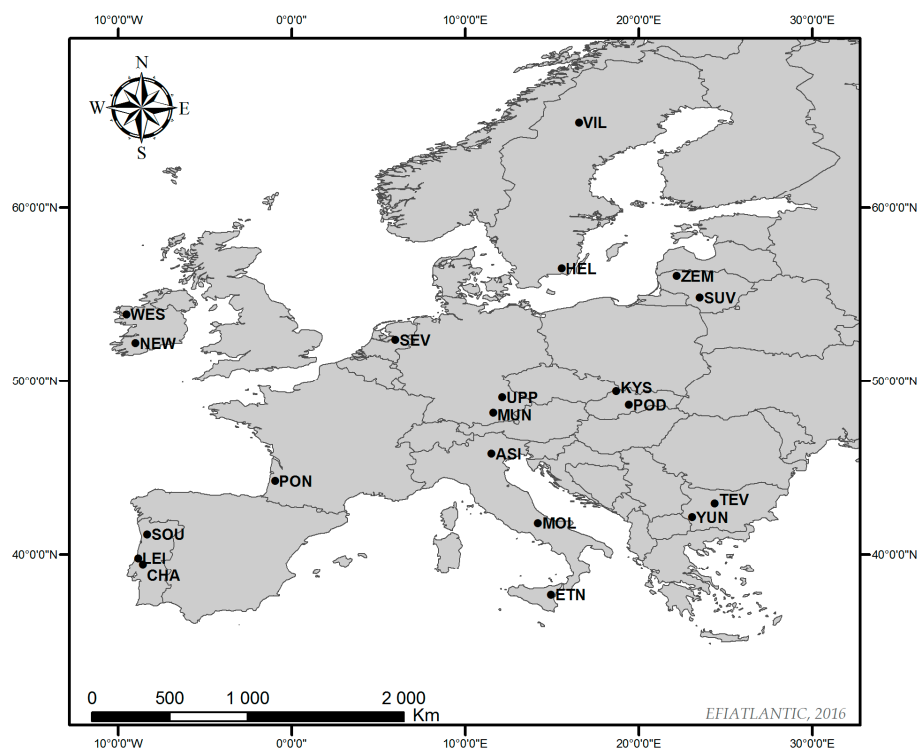 10°0'0"W 0°0'0" 10°0'0"E 20°0'0"E 30°0'0"E
N
W E
S
VIL
60°0'0"N 60°0'0"N
HEL
ZEM
SUV
WES
NEW
SEV
50°0'0"N 50°0'0"N
KYS
UPP
POD
MUN
ASI
PON
TEV
YUN
MOL
SOU
LEI
40°0'0"N 40°0'0"N
CHA
ETN
0 500 1 000 2 000
Km
EFIATLANTIC, 2016
10°0'0"W 0°0'0" 10°0'0"E 20°0'0"E 30°0'0"E